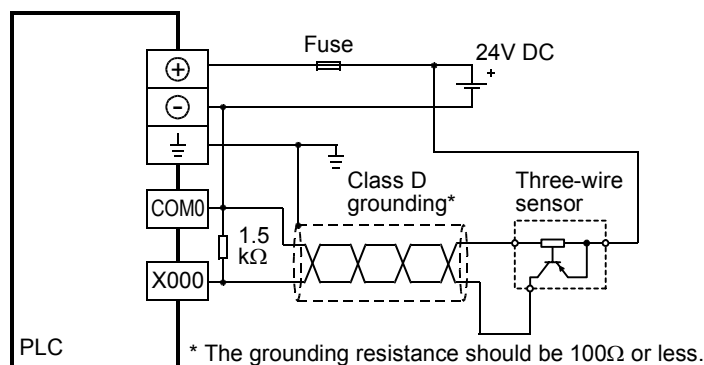 Fuse
24V DC
+
+
-
Class D
grounding*
Three-wire
sensor
COM0
1.5
kΩ
X000
PLC
* The grounding resistance should be 100Ω or less.